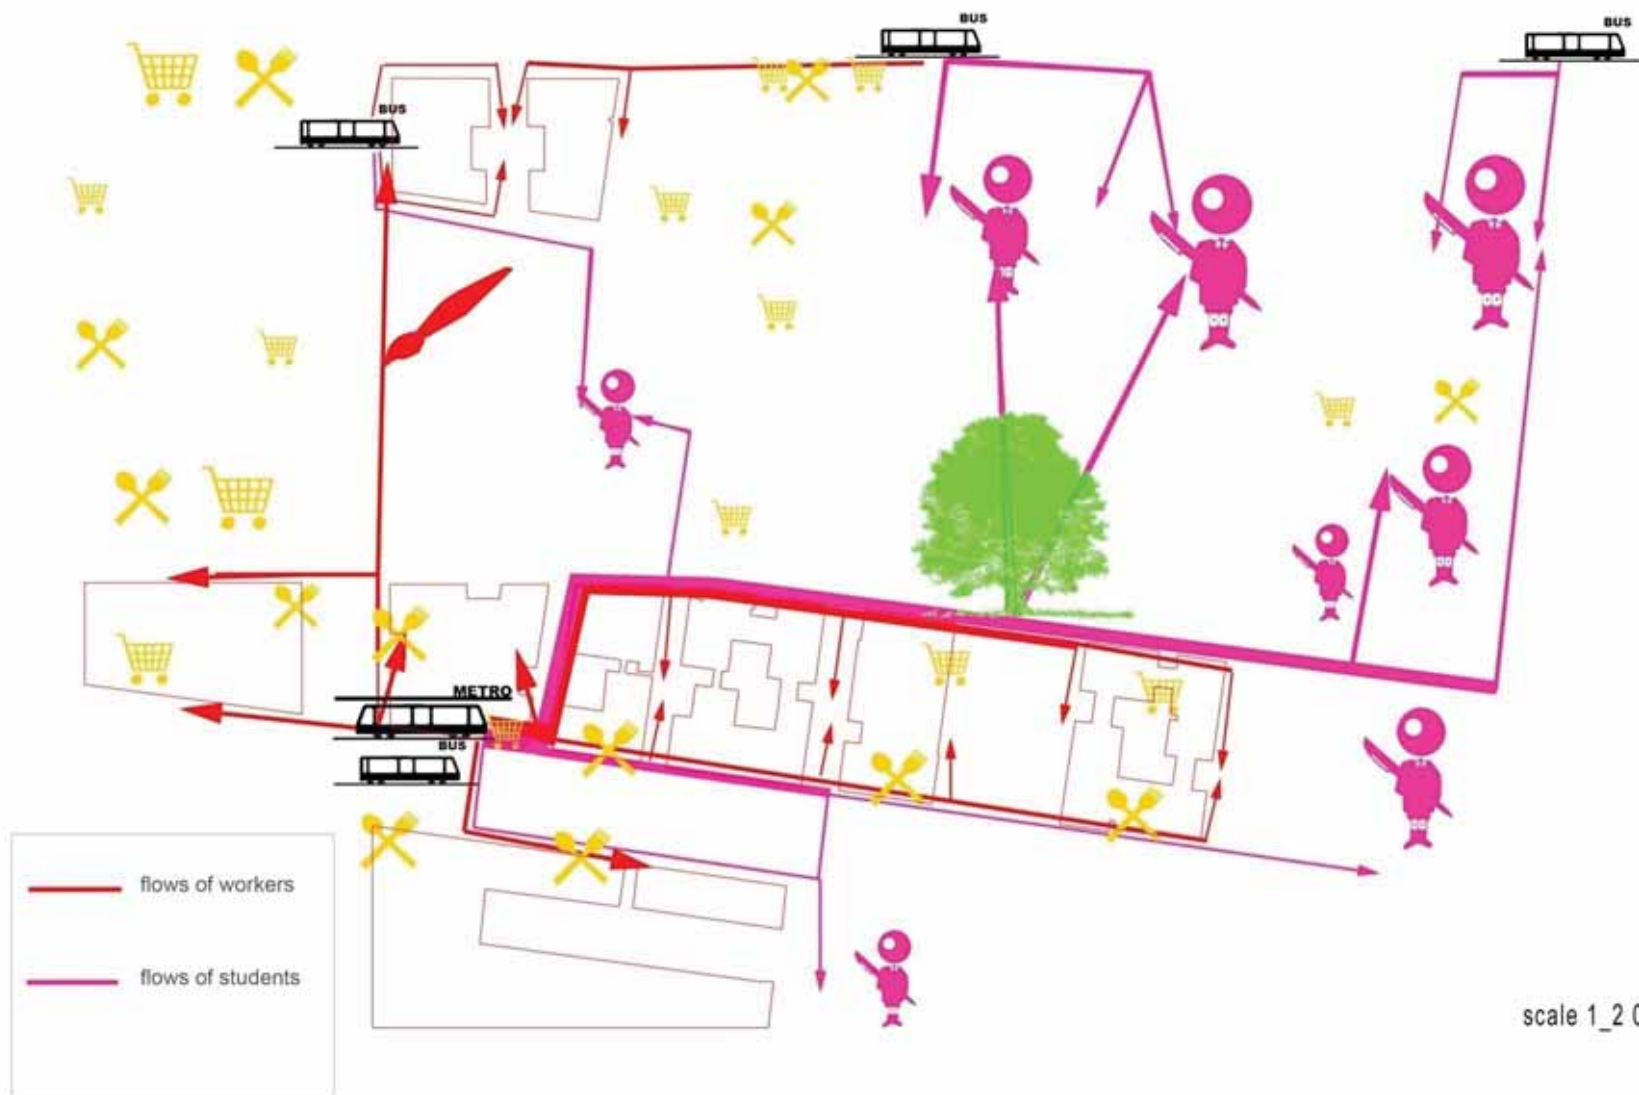 BUS
BUS
BUS
METRO
BUS
flows of workers
flows of students
scale 1_2